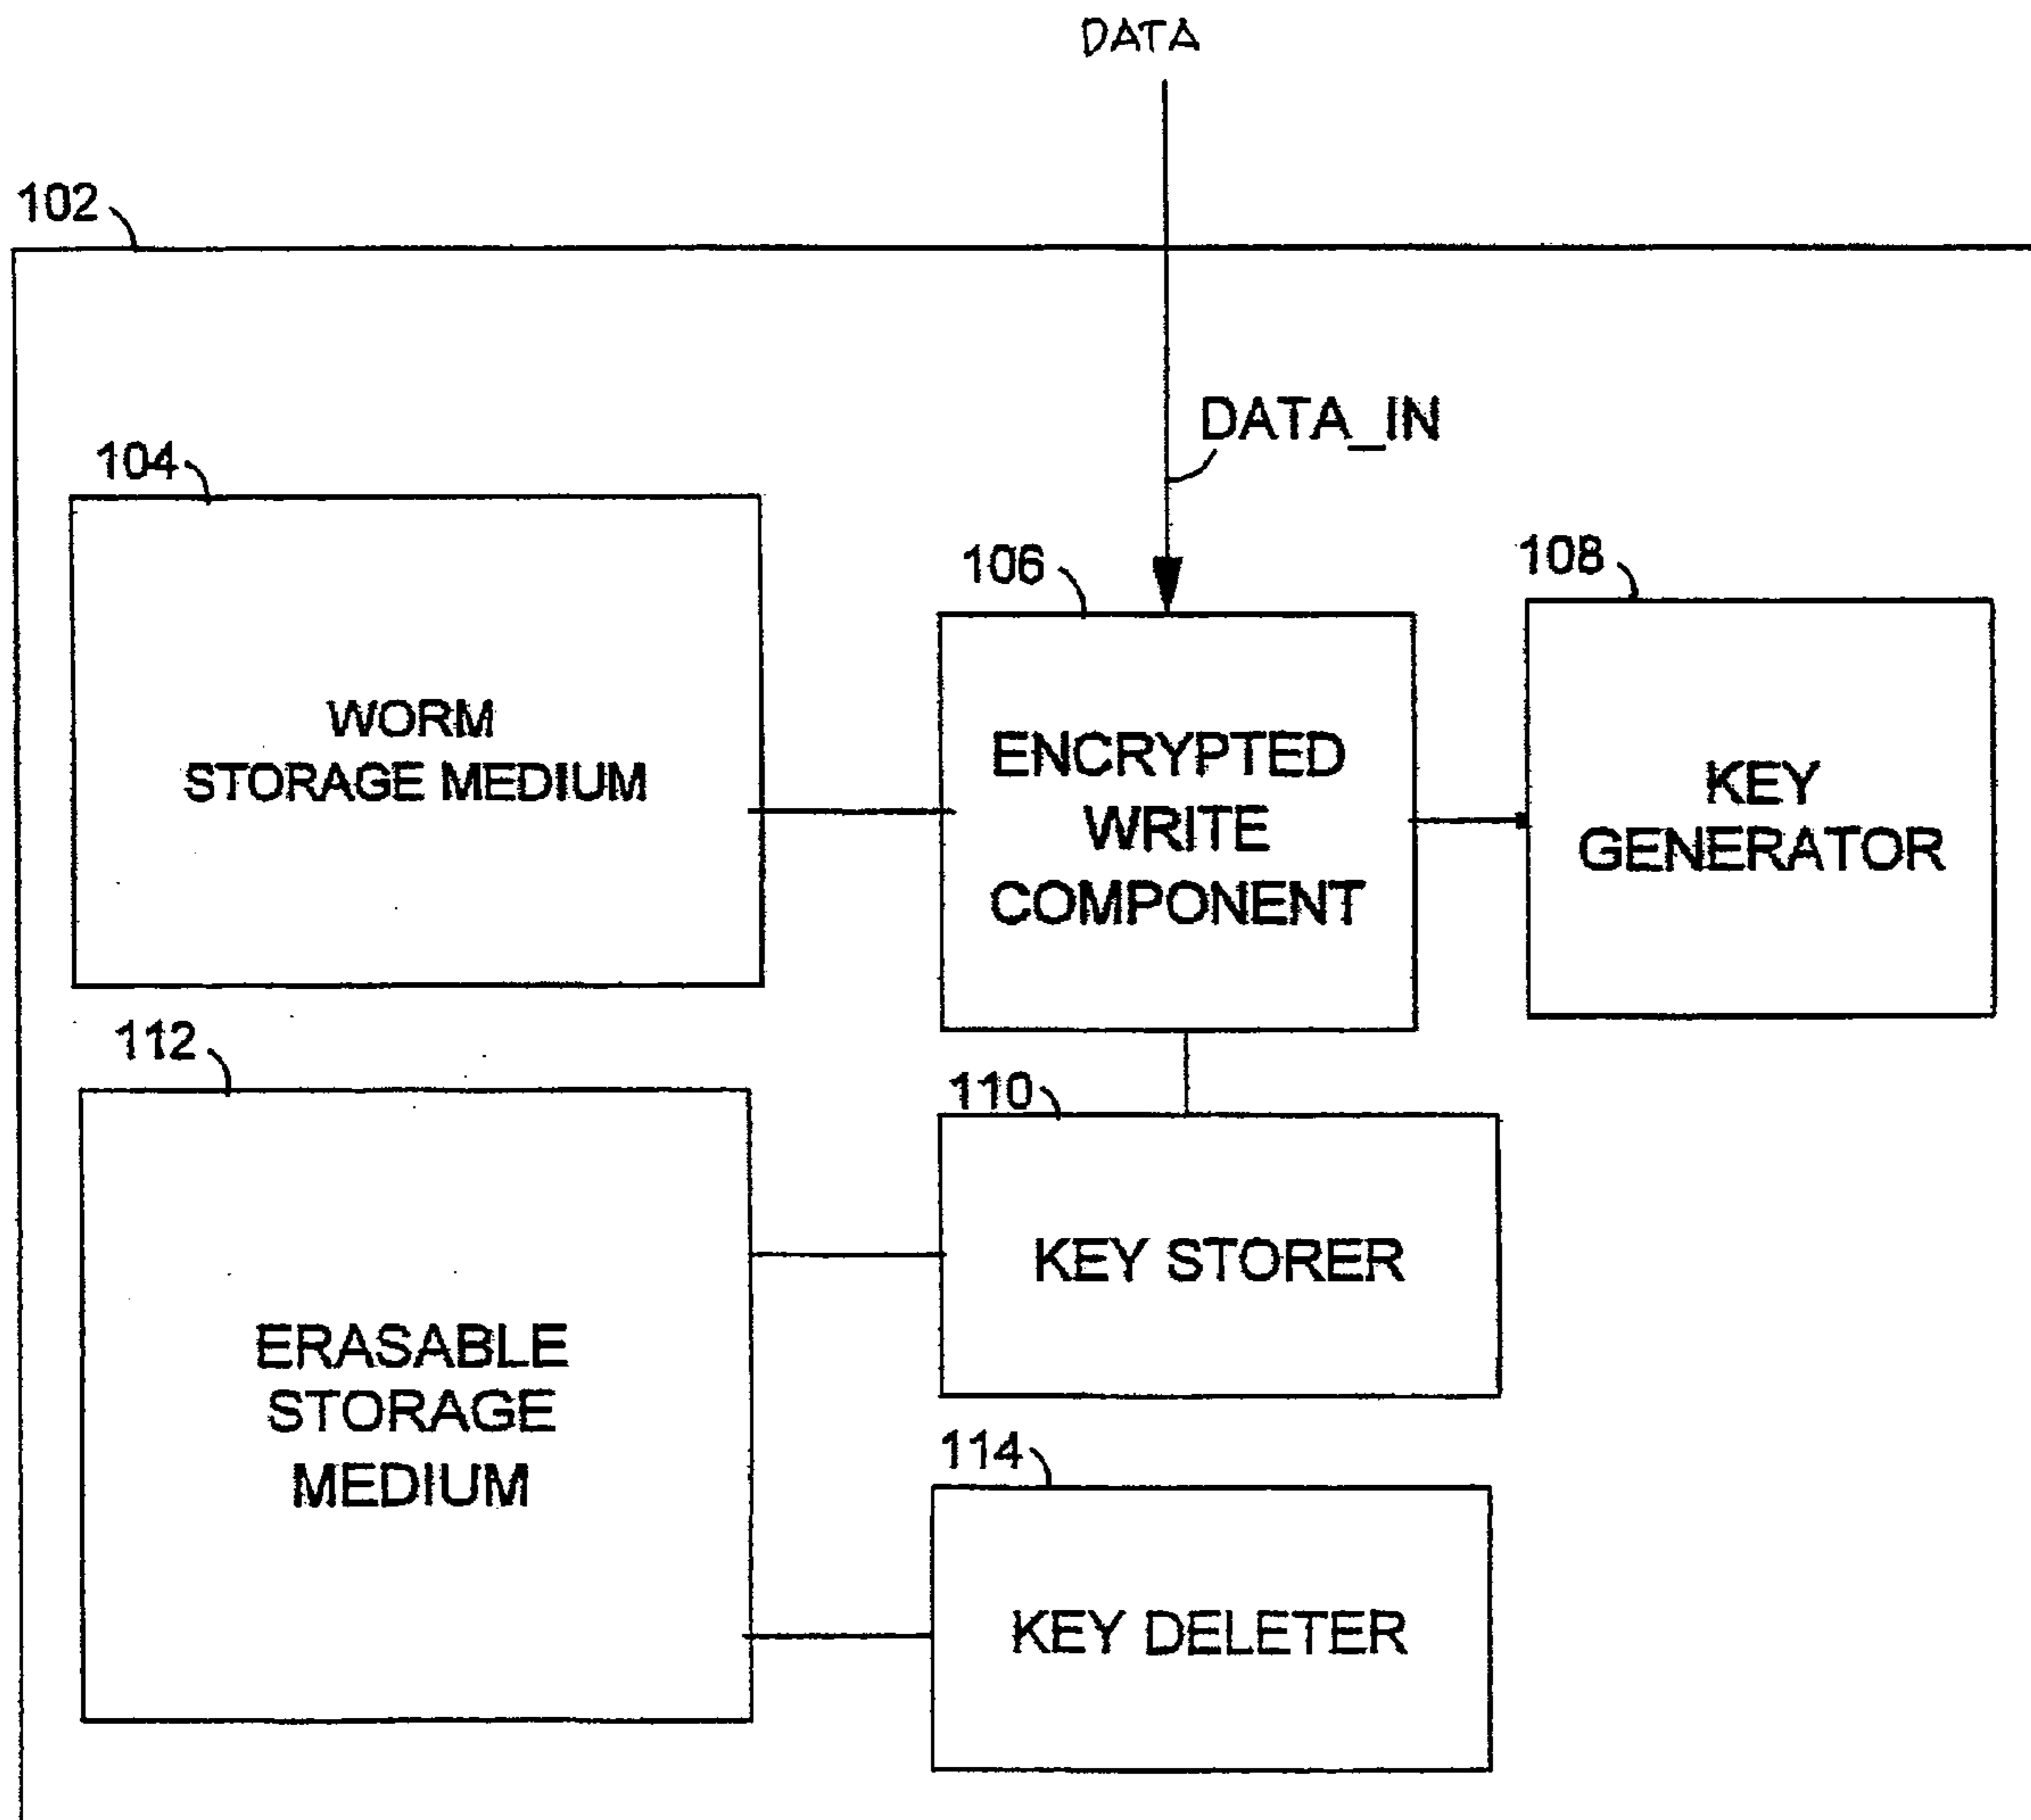 DATA
102
DATA_IN
104
106
108
WORM
STORAGE MEDIUM
ENCRYPTED
WRITE
COMPONENT
KEY
GENERATOR
112
110
KEY STORER
ERASABLE
STORAGE
MEDIUM
114
KEY DELETER